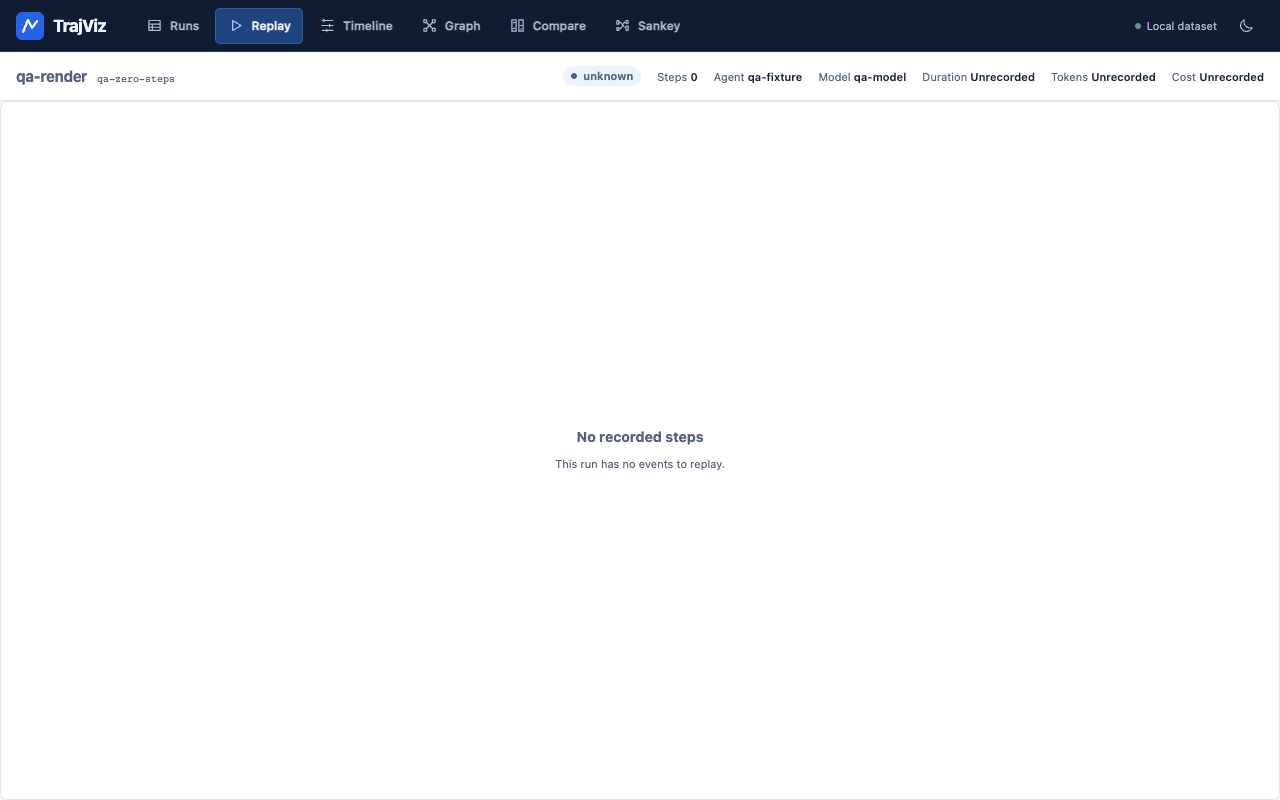 TrajViz Runs Replay Timeline Graph Compare Sankey Local dataset
qa-render qa-zero-steps unknown Steps 0 Agent qa-fixture Model qa-model Duration Unrecorded Tokens Unrecorded Cost Unrecorded
No recorded steps
This run has no events to replay.